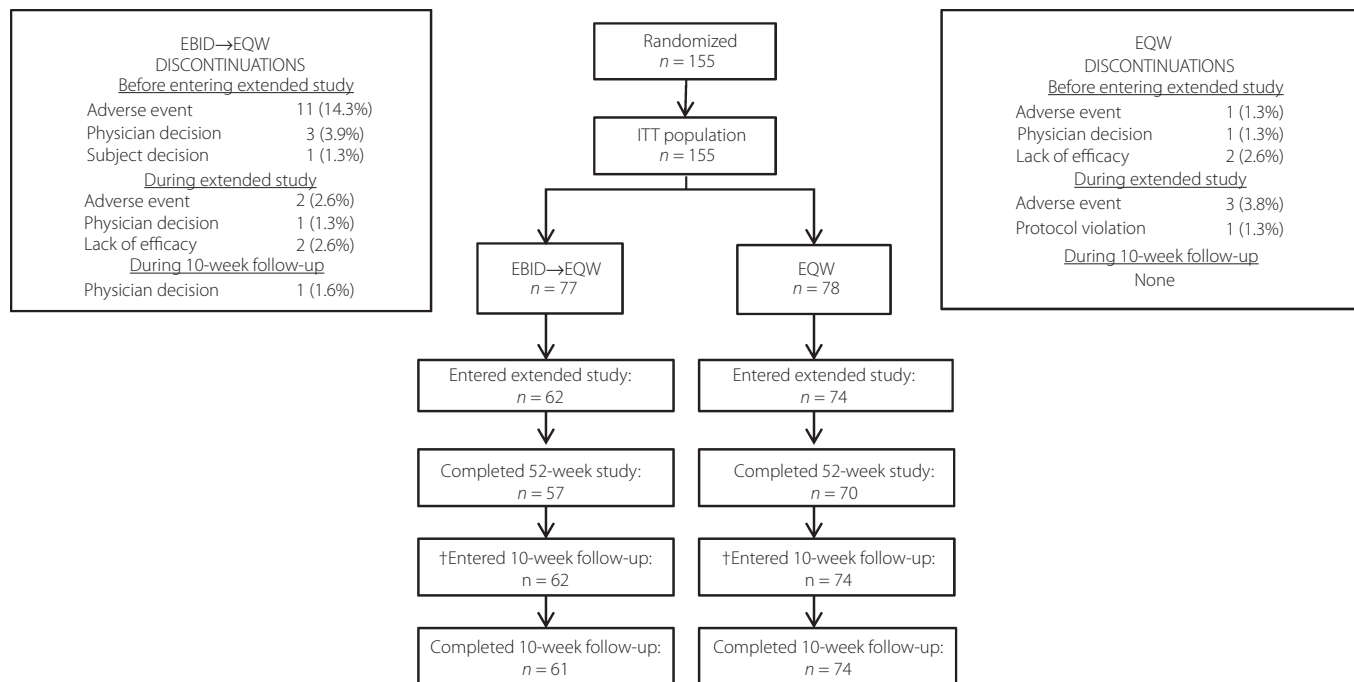 EBID→EQW
DISCONTINUATIONS
Before entering extended study
Adverse event 11 (14.3%)
Physician decision 3 (3.9%)
Subject decision 1 (1.3%)
During extended study
Adverse event 2 (2.6%)
Physician decision 1 (1.3%)
Lack of efficacy 2 (2.6%)
During 10-week follow-up
Physician decision 1 (1.6%)
Randomized
n = 155
ITT population
n = 155
EBID→EQW
n = 77
EQW
n = 78
Entered extended study:
n = 62
Entered extended study:
n = 74
Completed 52-week study:
n = 57
Completed 52-week study:
n = 70
†Entered 10-week follow-up:
n = 62
†Entered 10-week follow-up:
n = 74
Completed 10-week follow-up:
n = 61
Completed 10-week follow-up:
n = 74
EQW
DISCONTINUATIONS
Before entering extended study
Adverse event 1 (1.3%)
Physician decision 1 (1.3%)
Lack of efficacy 2 (2.6%)
During extended study
Adverse event 3 (3.8%)
Protocol violation 1 (1.3%)
During 10-week follow-up
None